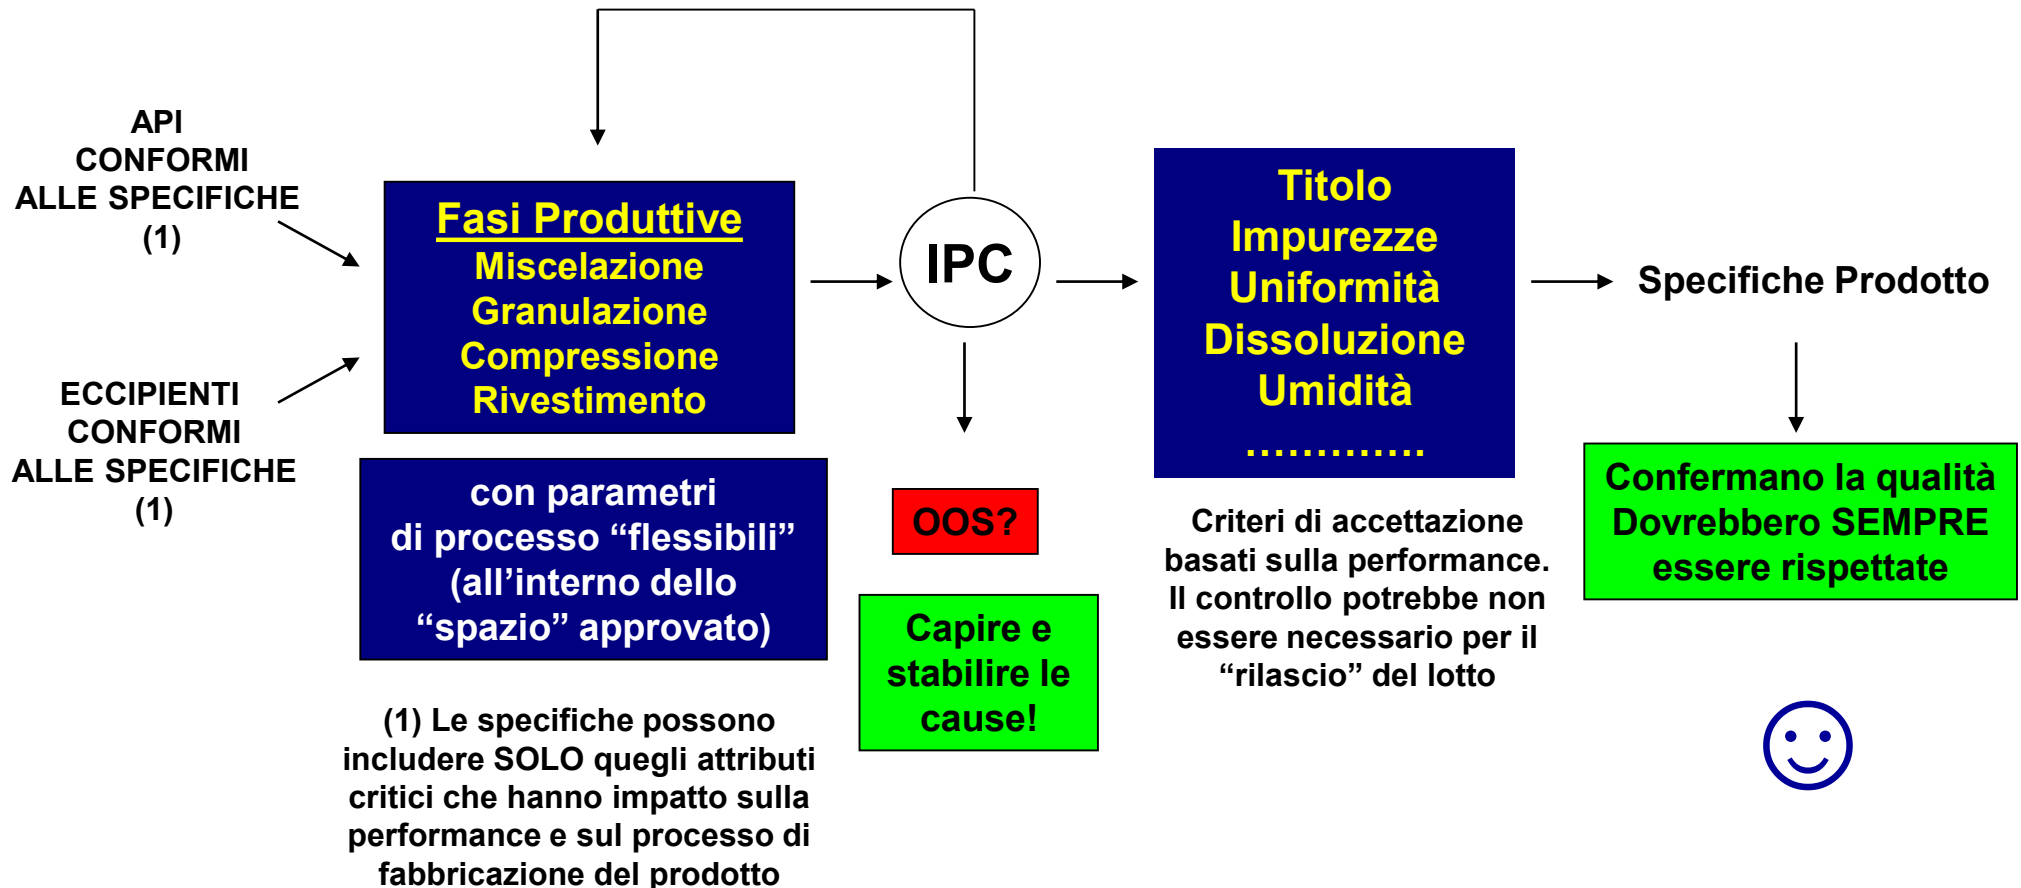 API
CONFORMI
ALLE SPECIFICHE
(1)
ECCIPIENTI
CONFORMI
ALLE SPECIFICHE
(1)
Fasi Produttive
Miscelazione
Granulazione
Compressione
Rivestimento
con parametri
di processo “flessibili”
(all’interno dello
“spazio” approvato)
(1) Le specifiche possono
includere SOLO quegli attributi
critici che hanno impatto sulla
performance e sul processo di
fabbricazione del prodotto
IPC
OOS?
Capire e
stabilire le
cause!
Titolo
Impurezze
Uniformità
Dissoluzione
Umidità
.............
Criteri di accettazione
basati sulla performance.
Il controllo potrebbe non
essere necessario per il
“rilascio” del lotto
Specifiche Prodotto
Confermano la qualità
Dovrebbero SEMPRE
essere rispettate